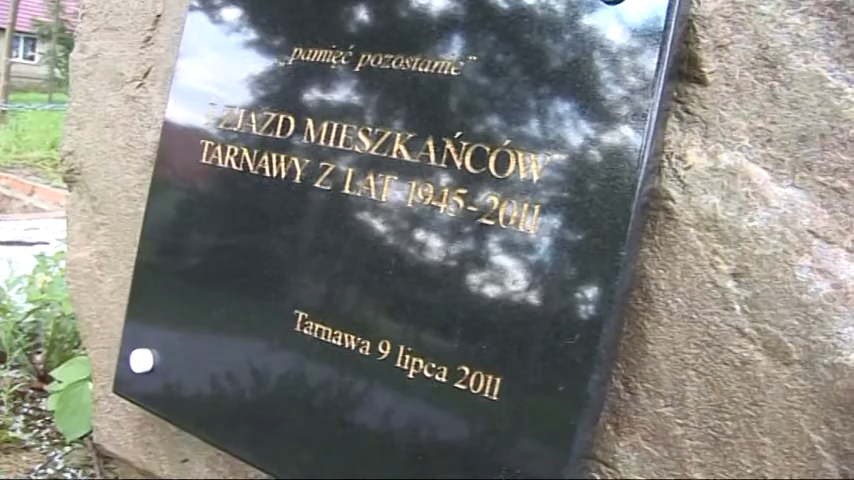 „pamięć pozostanie”
ZJAZD MIESZKAŃCÓW
TARNAWY Z LAT 1945-2011
Tarnawa 9 lipca 2011